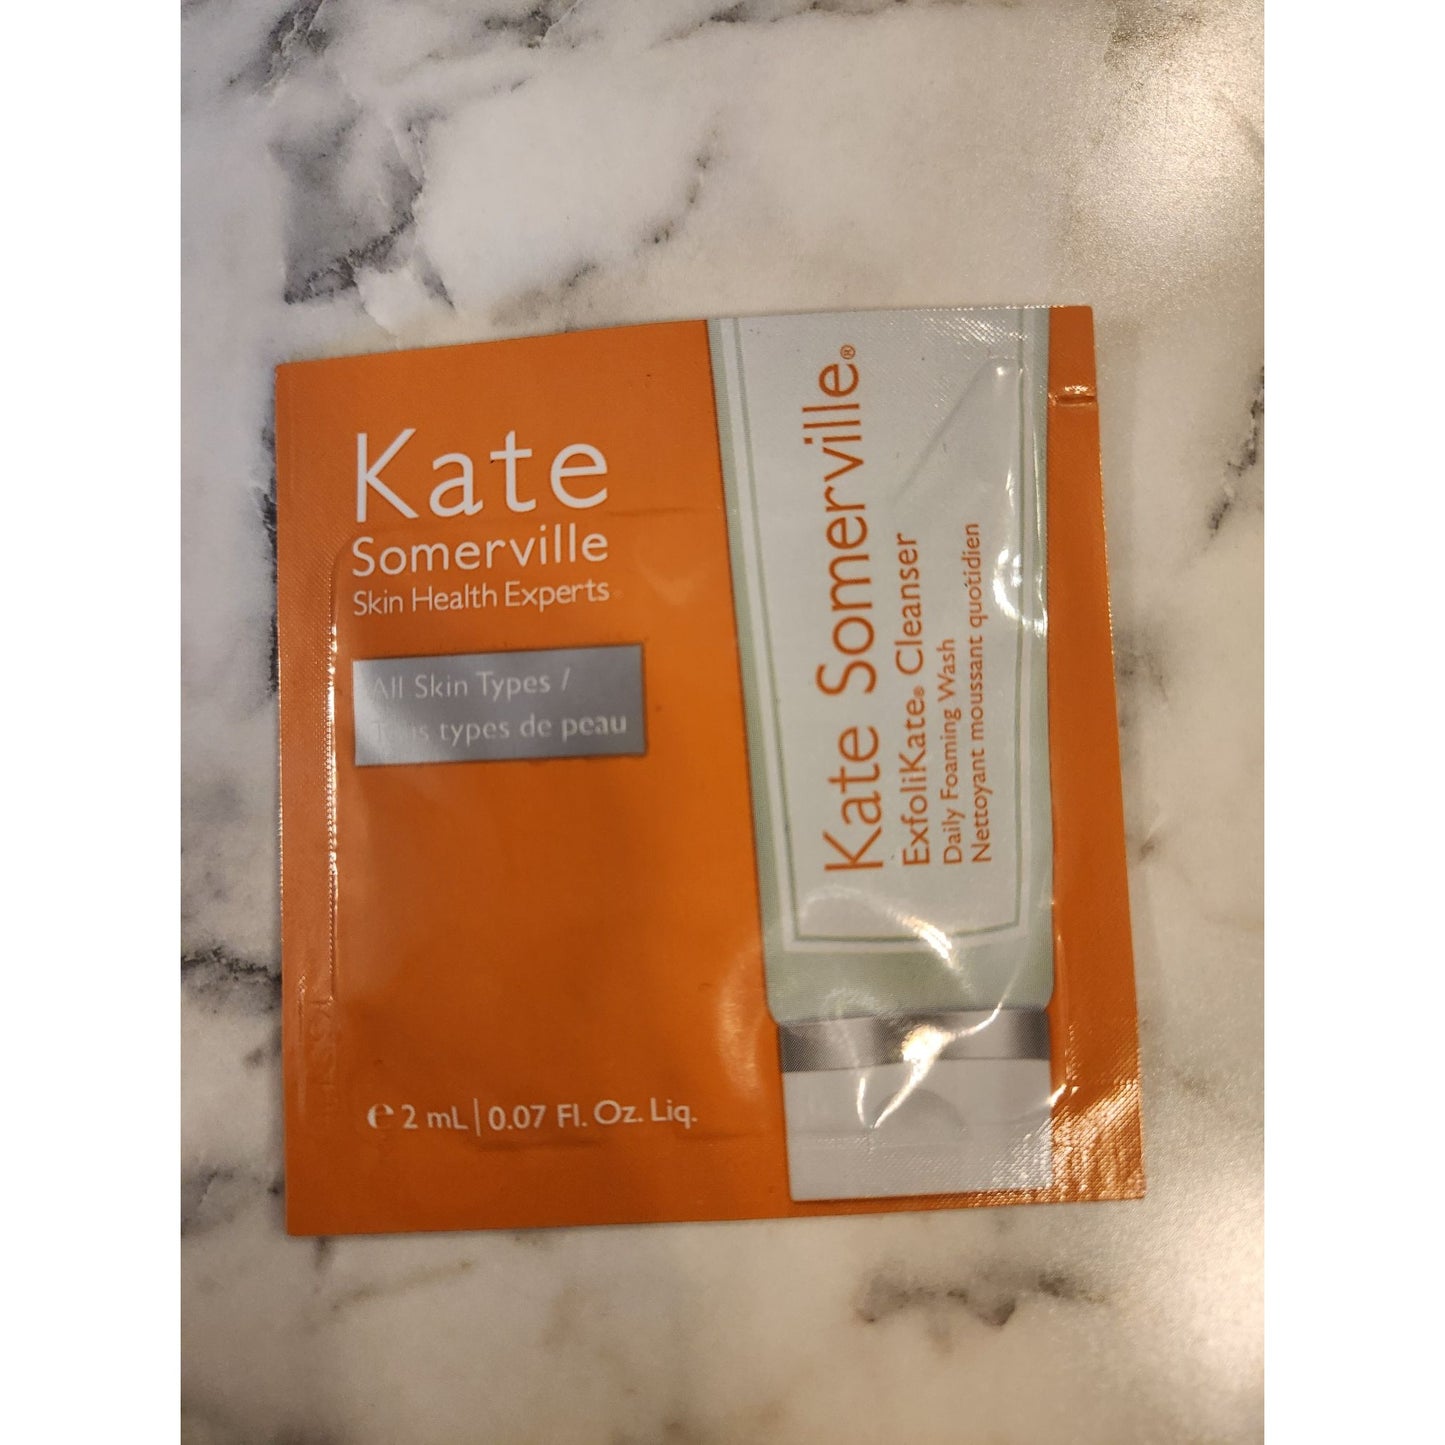 Kate
Somerville
Skin Health Experts
All Skin Types /
Tous types de peau
℮ 2 mL | 0.07 Fl. Oz. Liq.
Kate Somerville®
ExfoliKate® Cleanser
Daily Foaming Wash
Nettoyant moussant quotidien